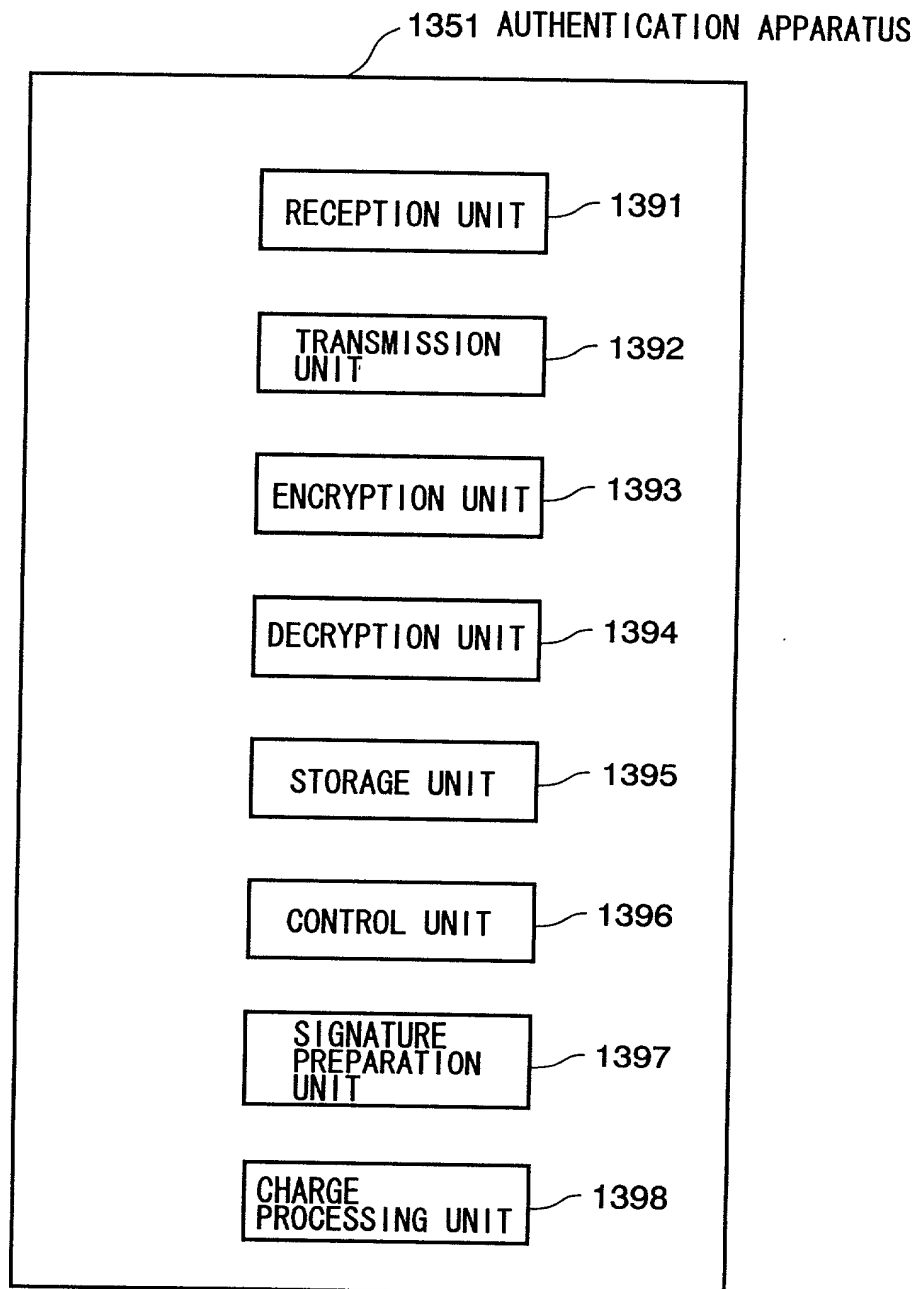 1351 AUTHENTICATION APPARATUS
RECEPTION UNIT 1391
TRANSMISSION
UNIT
1392
ENCRYPTION UNIT 1393
DECRYPTION UNIT 1394
STORAGE UNIT 1395
CONTROL UNIT 1396
SIGNATURE
PREPARATION
UNIT
1397
CHARGE
PROCESSING UNIT
1398